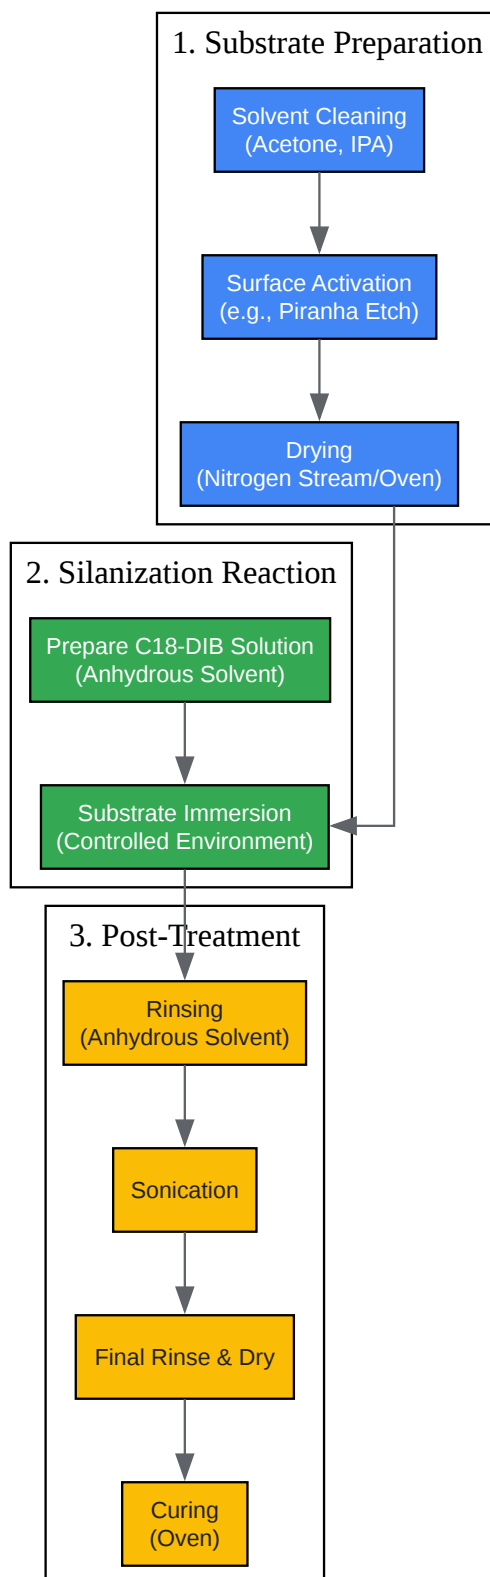 1. Substrate Preparation
Solvent Cleaning
(Acetone, IPA)
Surface Activation
(e.g., Piranha Etch)
Drying
(Nitrogen Stream/Oven)
2. Silanization Reaction
Prepare C18-DIB Solution
(Anhydrous Solvent)
Substrate Immersion
(Controlled Environment)
3. Post-Treatment
Rinsing
(Anhydrous Solvent)
Sonication
Final Rinse & Dry
Curing
(Oven)